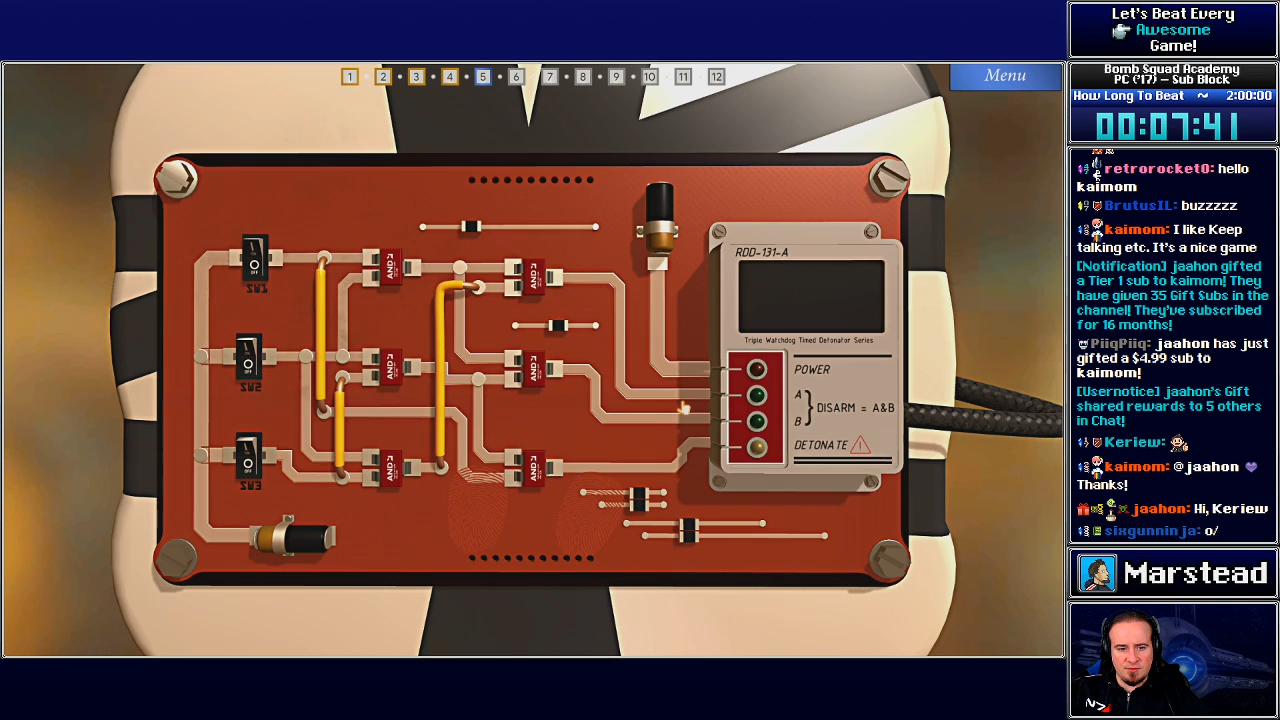 Let's Beat Every
Awesome
Game!
1 2 3 4 5 6 7 8 9 10 11 12
Menu
Bomb Squad Academy
PC ('17) — Sub Block
How Long To Beat ~ 2:00:00
00:07:41
retrorocket0: hello
kaimom
BrutusIL: buzzzzz
kaimom: I like Keep
talking etc. It's a nice game
[Notification] jaahon gifted
a Tier 1 sub to kaimom! They
have given 35 Gift Subs in the
channel! They've subscribed
for 16 months!
PiiqPiiq: jaahon has just
gifted a $4.99 sub to
kaimom!
[Usernotice] jaahon's Gift
shared rewards to 5 others
in Chat!
Keriew:
kaimom: @jaahon
Thanks!
jaahon: Hi, Keriew
sixgunninja: o/
Marstead
RDD-131-A
Triple Watchdog Timed Detonator Series
POWER
A
B
DISARM = A&B
DETONATE
OFF
SW1
OFF
SW2
OFF
SW3
AND
AND
AND
AND
AND
AND